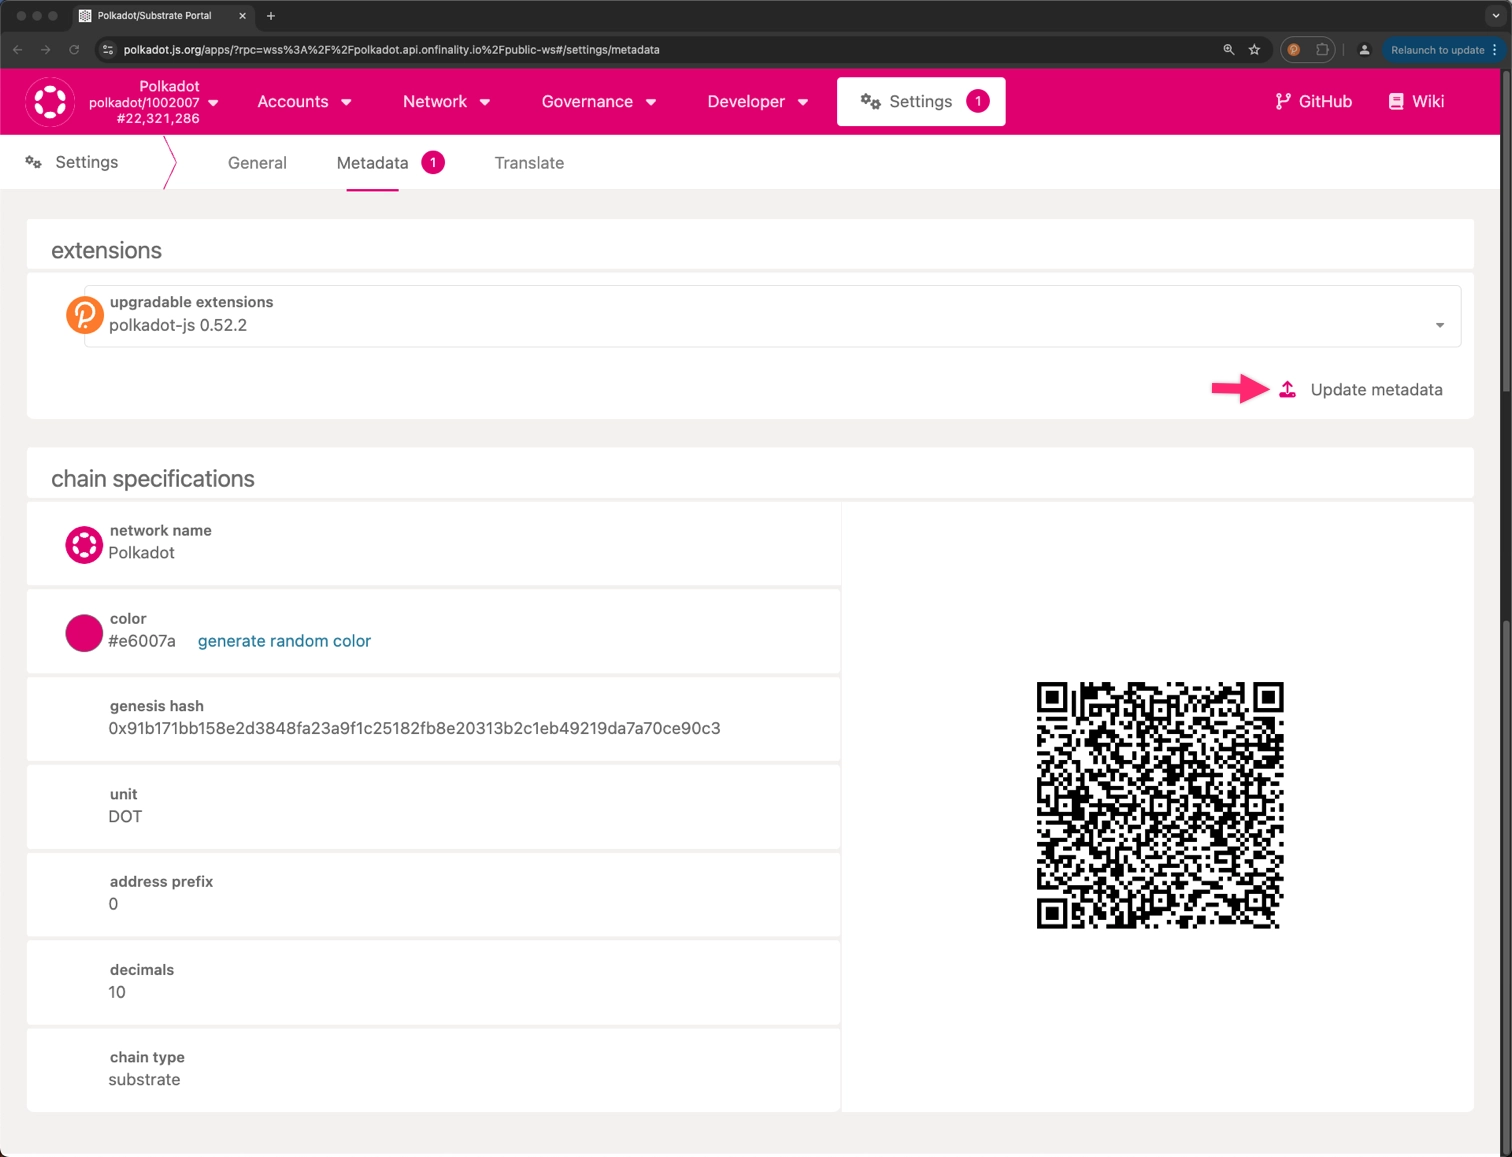 Polkadot/Substrate Portal
polkadot.js.org/apps/?rpc=wss%3A%2F%2Fpolkadot.api.onfinality.io%2Fpublic-ws#/settings/metadata
Relaunch to update
Polkadot
polkadot/1002007
#22,321,286
Accounts
Network
Governance
Developer
Settings 1
GitHub
Wiki
Settings
General
Metadata 1
Translate
extensions
upgradable extensions
polkadot-js 0.52.2
Update metadata
chain specifications
network name
Polkadot
color
#e6007a generate random color
genesis hash
0x91b171bb158e2d3848fa23a9f1c25182fb8e20313b2c1eb49219da7a70ce90c3
unit
DOT
address prefix
0
decimals
10
chain type
substrate